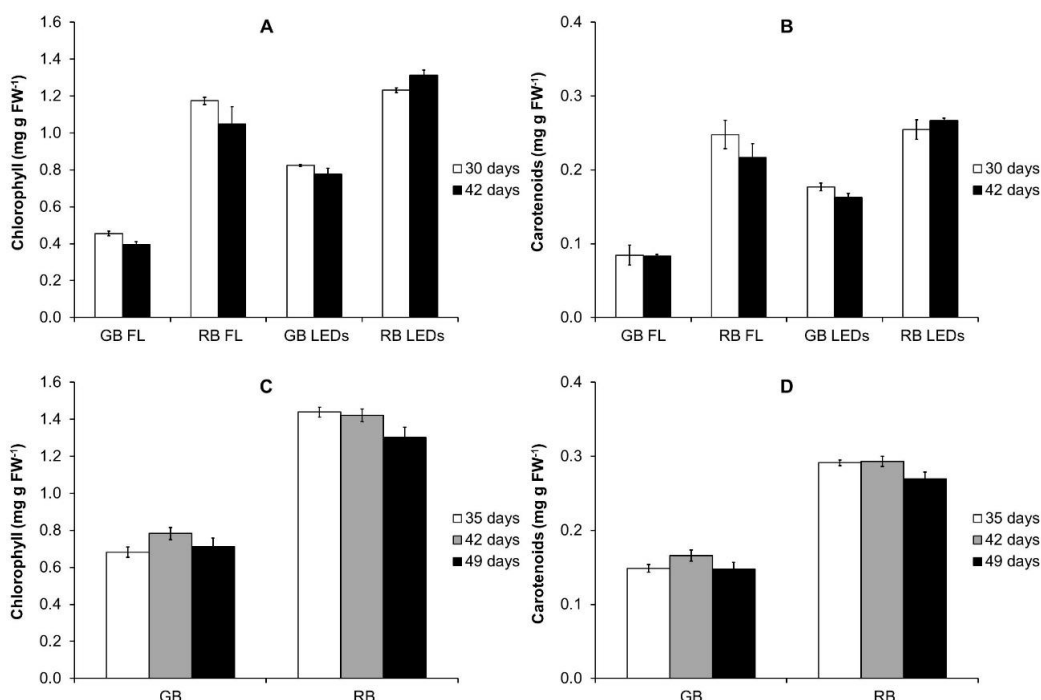 A
Chlorophyll (mg g FW⁻¹)
1.6
1.4
1.2
1.0
0.8
0.6
0.4
0.2
0.0
GB FL RB FL GB LEDs RB LEDs
30 days
42 days
B
Carotenoids (mg g FW⁻¹)
0.4
0.3
0.2
0.1
0.0
GB FL RB FL GB LEDs RB LEDs
30 days
42 days
C
Chlorophyll (mg g FW⁻¹)
1.6
1.4
1.2
1.0
0.8
0.6
0.4
0.2
0.0
GB RB
35 days
42 days
49 days
D
Carotenoids (mg g FW⁻¹)
0.4
0.3
0.2
0.1
0.0
GB RB
35 days
42 days
49 days